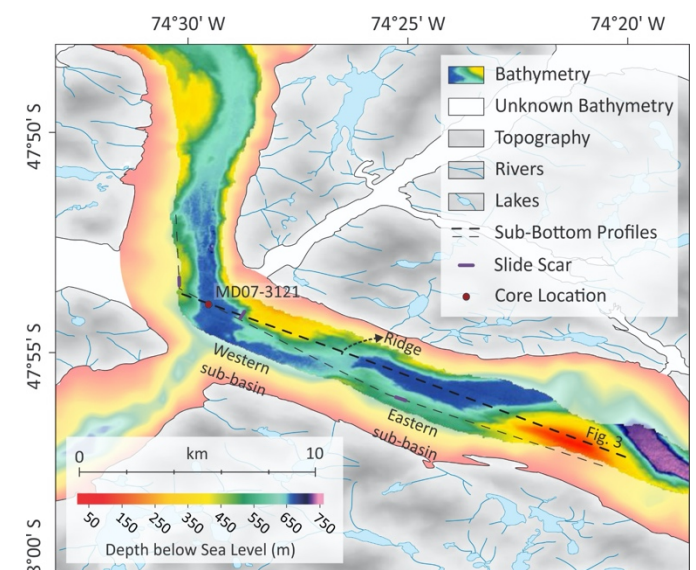 74°30' W
74°25' W
74°20' W
47°50' S
47°55' S
°00' S
Bathymetry
Unknown Bathymetry
Topography
Rivers
Lakes
Sub-Bottom Profiles
Slide Scar
Core Location
MD07-3121
Ridge
Western
sub-basin
Eastern
sub-basin
Fig. 3
0 km 10
50 150 250 350 450 550 650 750
Depth below Sea Level (m)